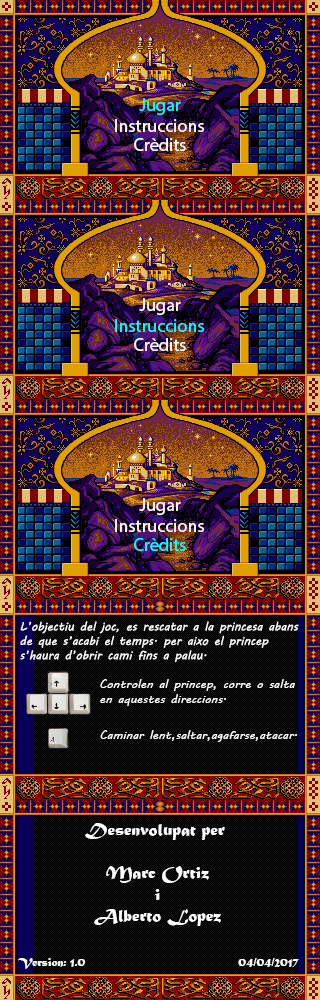 Jugar
Instruccions
Crèdits
Jugar
Instruccions
Crèdits
Jugar
Instruccions
Crèdits
L'objectiu del joc, es rescatar a la princesa abans
de que s'acabi el temps. per aixo el princep
s'haura d'obrir cami fins a palau.
Controlen al princep, corre o salta
en aquestes direccions.
Caminar lent,saltar,agafarse,atacar.
Desenvolupat per
Marc Ortiz
i
Alberto Lopez
Version: 1.0 04/04/2017